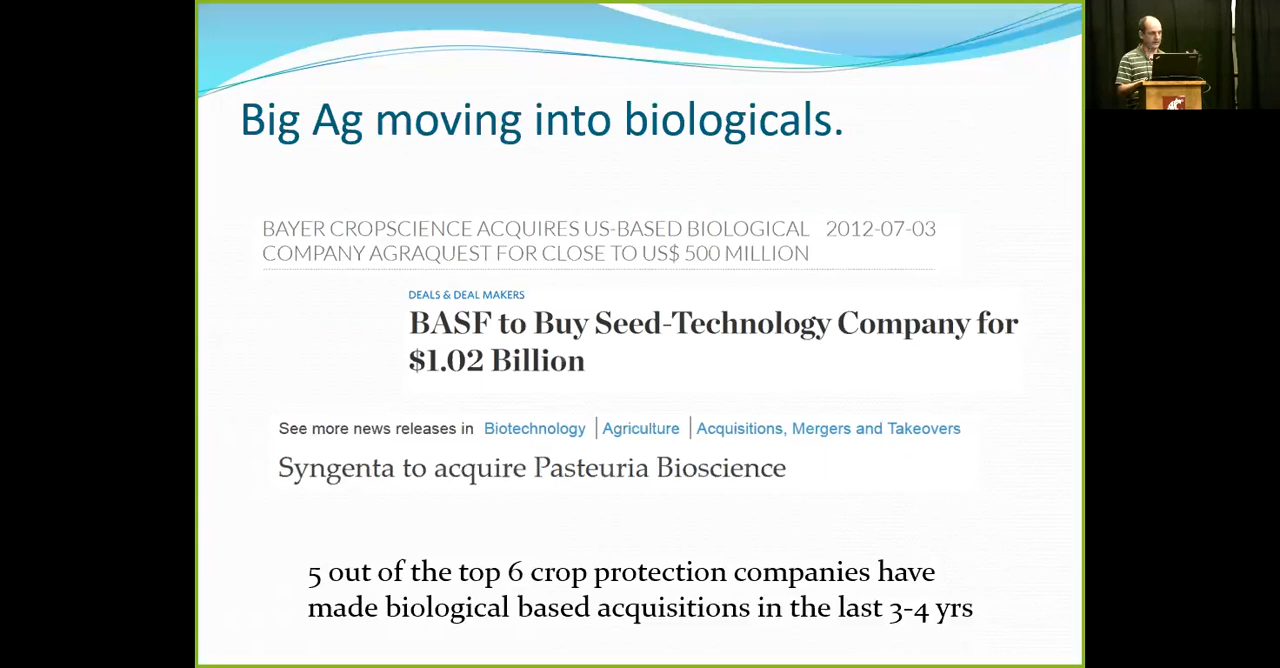 Big Ag moving into biologicals.
BAYER CROPSCIENCE ACQUIRES US-BASED BIOLOGICAL 2012-07-03
COMPANY AGRAQUEST FOR CLOSE TO US$ 500 MILLION
DEALS & DEAL MAKERS
BASF to Buy Seed-Technology Company for
$1.02 Billion
See more news releases in Biotechnology | Agriculture | Acquisitions, Mergers and Takeovers
Syngenta to acquire Pasteuria Bioscience
5 out of the top 6 crop protection companies have
made biological based acquisitions in the last 3-4 yrs